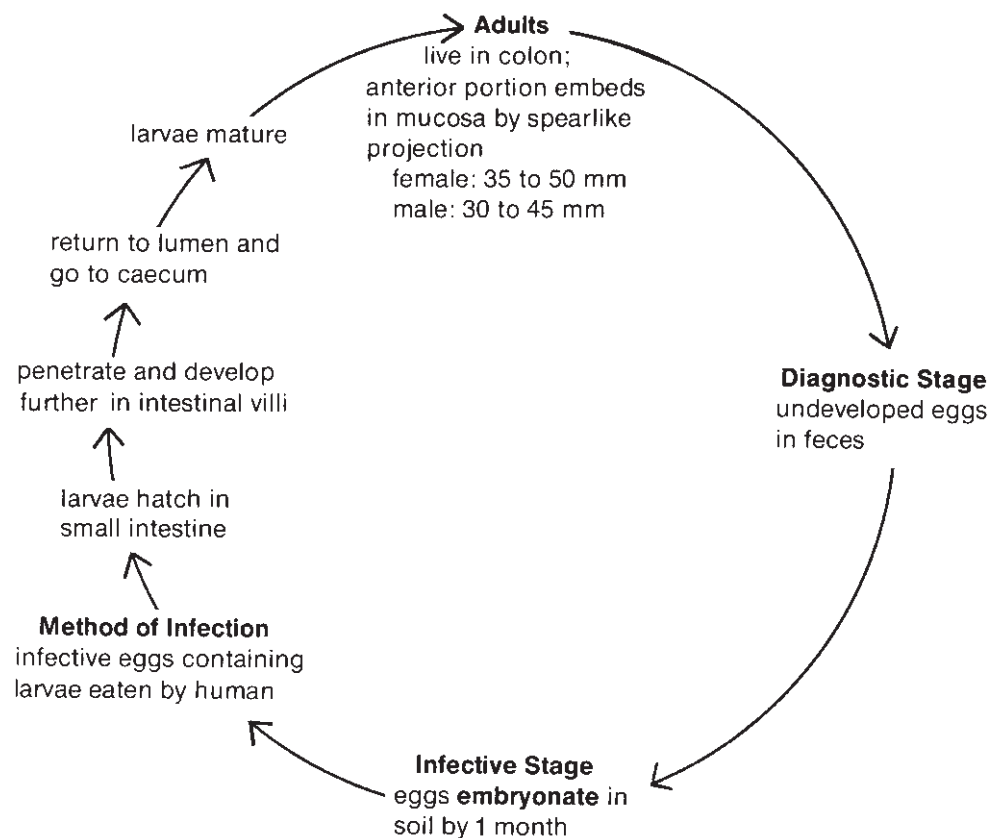 Adults
live in colon;
anterior portion embeds
in mucosa by spearlike
projection
female: 35 to 50 mm
male: 30 to 45 mm
Diagnostic Stage
undeveloped eggs
in feces
Infective Stage
eggs embryonate in
soil by 1 month
Method of Infection
infective eggs containing
larvae eaten by human
larvae hatch in
small intestine
penetrate and develop
further in intestinal villi
return to lumen and
go to caecum
larvae mature